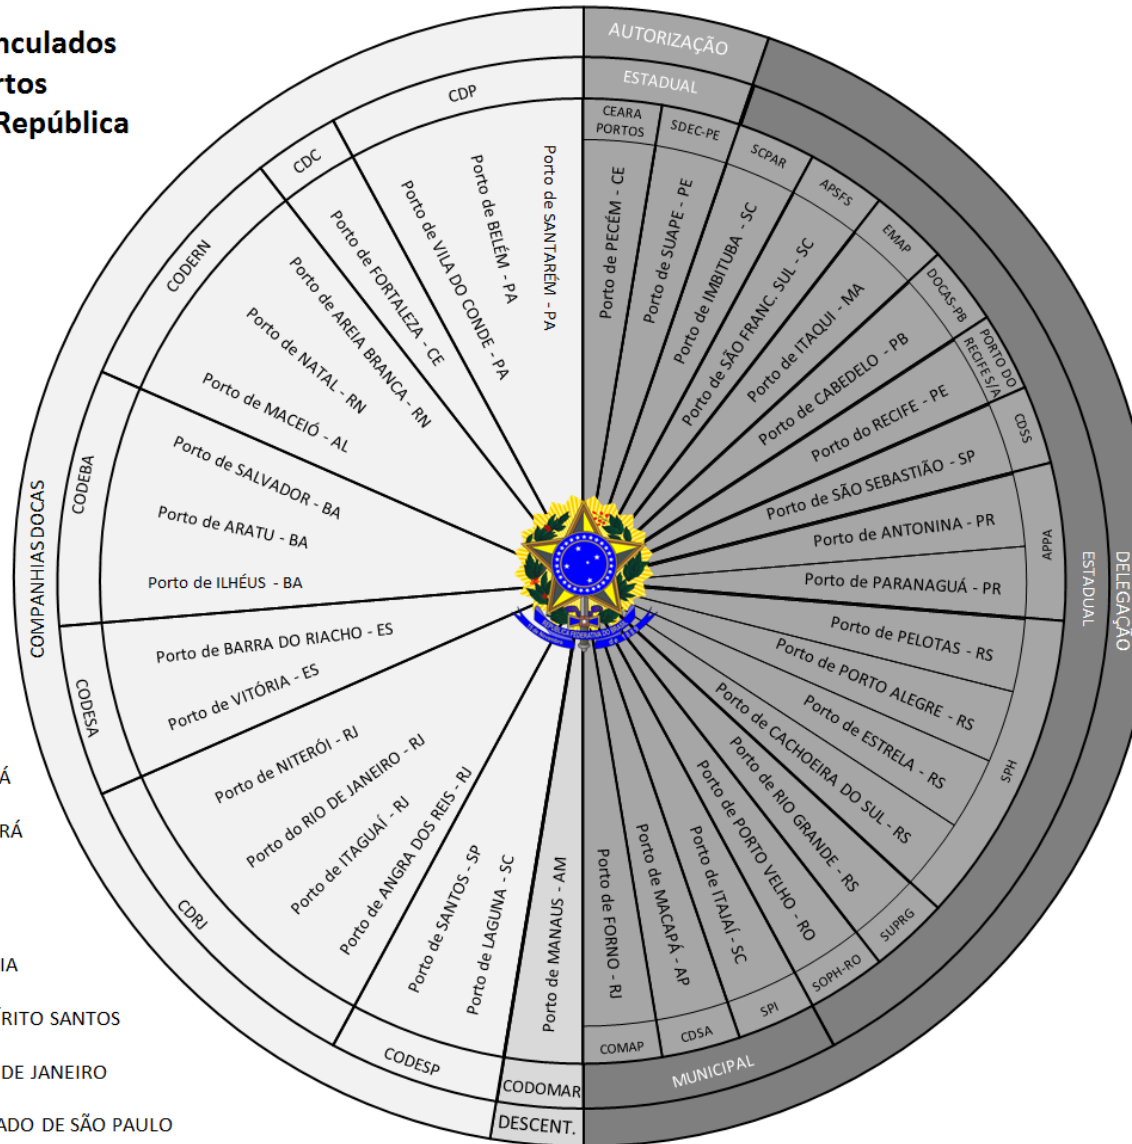 nculados
rtos
República
AUTORIZAÇÃO
ESTADUAL
CEARA
PORTOS
SDEC-PE
SCPAR
APSFS
EMAP
DOCAS-PB
PORTO DO
RECIFE S/A
CDSS
APPA
ESTADUAL
DELEGAÇÃO
SPH
SUPRG
SOPH-RO
SPI
CDSA
COMAP
MUNICIPAL
CODOMAR
DESCENT.
CODESP
CDRJ
CODESA
CODEBA
COMPANHIAS DOCAS
CODERN
CDC
CDP
Porto de PECÉM - CE
Porto de SUAPE - PE
Porto de IMBITUBA - SC
Porto de SÃO FRANC. SUL - SC
Porto de ITAQUI - MA
Porto de CABEDELO - PB
Porto do RECIFE - PE
Porto de SÃO SEBASTIÃO - SP
Porto de ANTONINA - PR
Porto de PARANAGUÁ - PR
Porto de PELOTAS - RS
Porto de PORTO ALEGRE - RS
Porto de ESTRELA - RS
Porto de CACHOEIRA DO SUL - RS
Porto de RIO GRANDE - RS
Porto de PORTO VELHO - RO
Porto de ITAJAÍ - SC
Porto de MACAPÁ - AP
Porto de FORNO - RJ
Porto de MANAUS - AM
Porto de LAGUNA - SC
Porto de SANTOS - SP
Porto de ANGRA DOS REIS - RJ
Porto de ITAGUAÍ - RJ
Porto do RIO DE JANEIRO - RJ
Porto de NITERÓI - RJ
Porto de VITÓRIA - ES
Porto de BARRA DO RIACHO - ES
Porto de ILHÉUS - BA
Porto de ARATU - BA
Porto de SALVADOR - BA
Porto de MACEIÓ - AL
Porto de NATAL - RN
Porto de AREIA BRANCA - RN
Porto de FORTALEZA - CE
Porto de VILA DO CONDE - PA
Porto de BELÉM - PA
Porto de SANTARÉM - PA
REPÚBLICA FEDERATIVA DO BRASIL
Á
RÁ
IA
ÍRITO SANTOS
DE JANEIRO
ADO DE SÃO PAULO